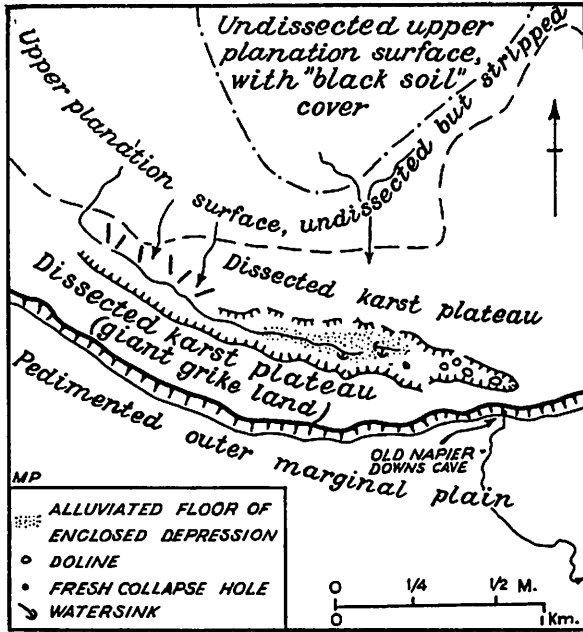 Undissected upper
planation surface,
with "black soil"
cover
Upper planation surface, undissected but stripped
Dissected karst plateau
Dissected karst plateau
(giant grike land)
Pedimented outer marginal plain
OLD NAPIER
DOWNS CAVE
MP
ALLUVIATED FLOOR OF
ENCLOSED DEPRESSION
DOLINE
FRESH COLLAPSE HOLE
WATERSINK
0 1/4 1/2 M.
0 1 Km.